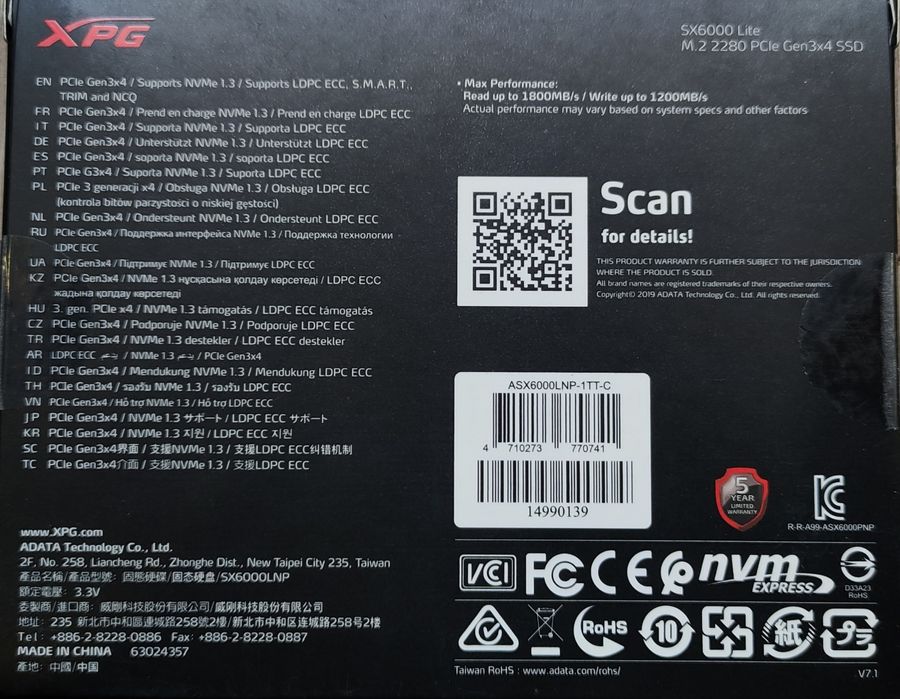 XPG
SX6000 Lite
M.2 2280 PCIe Gen3x4 SSD
EN PCIe Gen3x4 / Supports NVMe 1.3 / Supports LDPC ECC, S.M.A.R.T.,
TRIM and NCQ
FR PCIe Gen3x4 / Prend en charge NVMe 1.3 / Prend en charge LDPC ECC
IT PCIe Gen3x4 / Supporta NVMe 1.3 / Supporta LDPC ECC
DE PCIe Gen3x4 / Unterstützt NVMe 1.3 / Unterstützt LDPC ECC
ES PCIe Gen3x4 / soporta NVMe 1.3 / soporta LDPC ECC
PT PCIe G3x4 / Suporta NVMe 1.3 / Suporta LDPC ECC
PL PCIe 3 generacji x4 / Obsługa NVMe 1.3 / Obsługa LDPC ECC
(kontrola bitów parzystości o niskiej gęstości)
NL PCIe Gen3x4 / Ondersteunt NVMe 1.3 / Ondersteunt LDPC ECC
RU PCIe Gen3x4 / Поддержка интерфейса NVMe 1.3 / Поддержка технологии
LDPC ECC
UA PCIe Gen3x4 / Підтримує NVMe 1.3 / Підтримує LDPC ECC
KZ PCIe Gen3x4 / NVMe 1.3 нұсқасына қолдау көрсетеді / LDPC ECC
жадына қолдау көрсетеді
HU 3. gen. PCIe x4 / NVMe 1.3 támogatás / LDPC ECC támogatás
CZ PCIe Gen3x4 / Podporuje NVMe 1.3 / Podporuje LDPC ECC
TR PCIe Gen3x4 / NVMe 1.3 destekler / LDPC ECC destekler
AR LDPC ECC / NVMe 1.3 / PCIe Gen3x4
ID PCIe Gen3x4 / Mendukung NVMe 1.3 / Mendukung LDPC ECC
TH PCIe Gen3x4 / รองรับ NVMe 1.3 / รองรับ LDPC ECC
VN PCIe Gen3x4 / Hỗ trợ NVMe 1.3 / Hỗ trợ LDPC ECC
JP PCIe Gen3x4 / NVMe 1.3 サポート / LDPC ECC サポート
KR PCIe Gen3x4 / NVMe 1.3 지원 / LDPC ECC 지원
SC PCIe Gen3x4界面 / 支援NVMe 1.3 / 支援LDPC ECC纠错机制
TC PCIe Gen3x4介面 / 支援NVMe 1.3 / 支援LDPC ECC
• Max Performance:
Read up to 1800MB/s / Write up to 1200MB/s
Actual performance may vary based on system specs and other factors
Scan
for details!
THIS PRODUCT WARRANTY IS FURTHER SUBJECT TO THE JURISDICTION
WHERE THE PRODUCT IS SOLD.
All brand names are registered trademarks of their respective owners.
Copyright© 2019 ADATA Technology Co., Ltd. All rights reserved.
ASX6000LNP-1TT-C
4 710273 770741
14990139
5
YEAR
LIMITED
WARRANTY
R-R-A99-ASX6000PNP
www.XPG.com
ADATA Technology Co., Ltd.
2F, No. 258, Liancheng Rd., Zhonghe Dist., New Taipei City 235, Taiwan
產品名稱/產品型號: 固態硬碟/固态硬盘/SX6000LNP
額定電壓: 3.3V
委製商/進口商: 威剛科技股份有限公司/威刚科技股份有限公司
地址: 235 新北市中和區連城路258號2樓/新北市中和区连城路258号2楼
Tel : +886-2-8228-0886 Fax: +886-2-8228-0887
MADE IN CHINA 63024357
產地: 中國/中国
VCI FC CE nvm
EXPRESS
D33A23
RoHS
RoHS 10 紙 プラ
Taiwan RoHS : www.adata.com/rohs/
V7.1